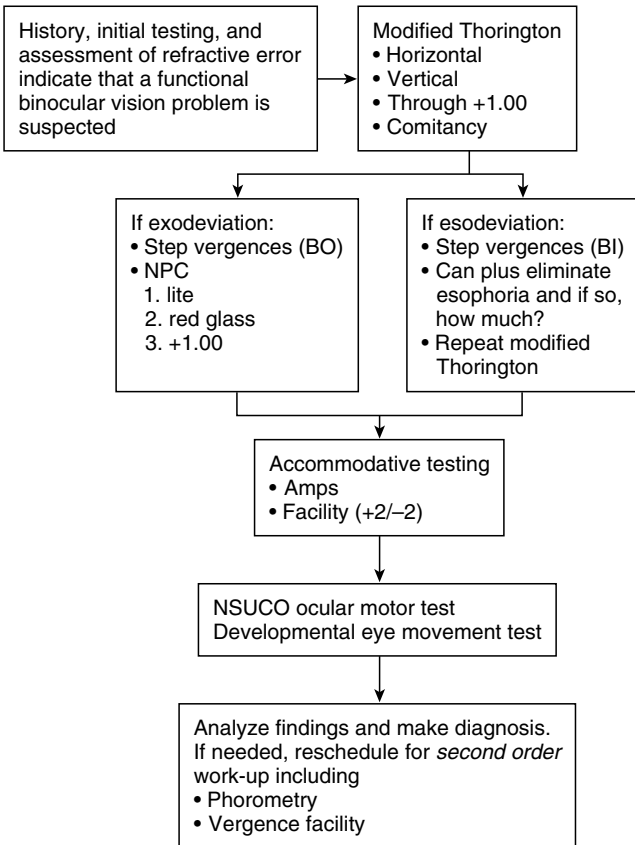 History, initial testing, and
assessment of refractive error
indicate that a functional
binocular vision problem is
suspected
Modified Thorington
• Horizontal
• Vertical
• Through +1.00
• Comitancy
If exodeviation:
• Step vergences (BO)
• NPC
1. lite
2. red glass
3. +1.00
If esodeviation:
• Step vergences (BI)
• Can plus eliminate
esophoria and if so,
how much?
• Repeat modified
Thorington
Accommodative testing
• Amps
• Facility (+2/–2)
NSUCO ocular motor test
Developmental eye movement test
Analyze findings and make diagnosis.
If needed, reschedule for second order
work-up including
• Phorometry
• Vergence facility